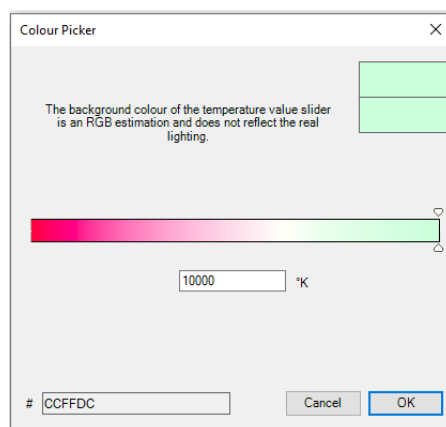 Colour Picker
The background colour of the temperature value slider
is an RGB estimation and does not reflect the real
lighting.
10000 °K
# CCFFDC Cancel OK